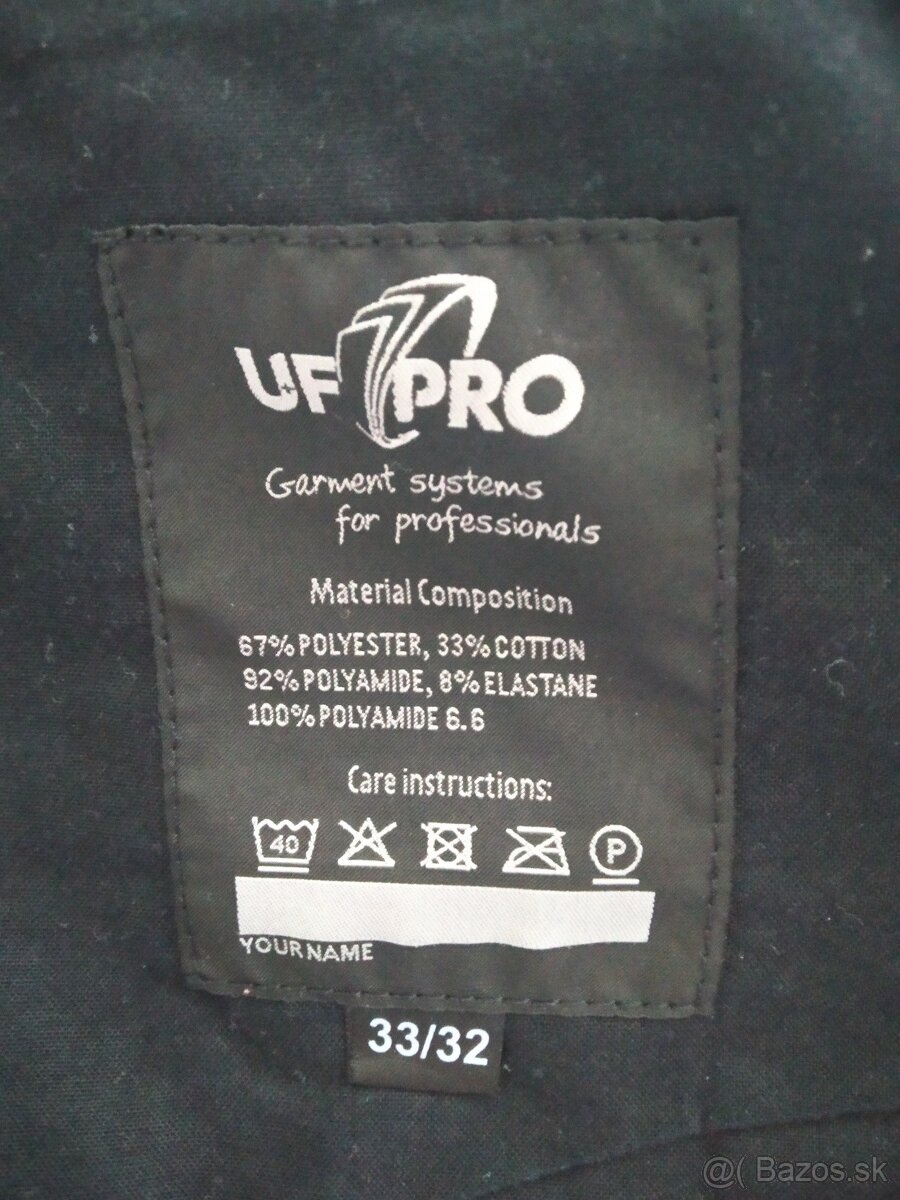 UF PRO
Garment systems
for professionals
Material Composition
67% POLYESTER, 33% COTTON
92% POLYAMIDE, 8% ELASTANE
100% POLYAMIDE 6.6
Care instructions:
40 P
YOUR NAME
33/32
@( Bazos.sk